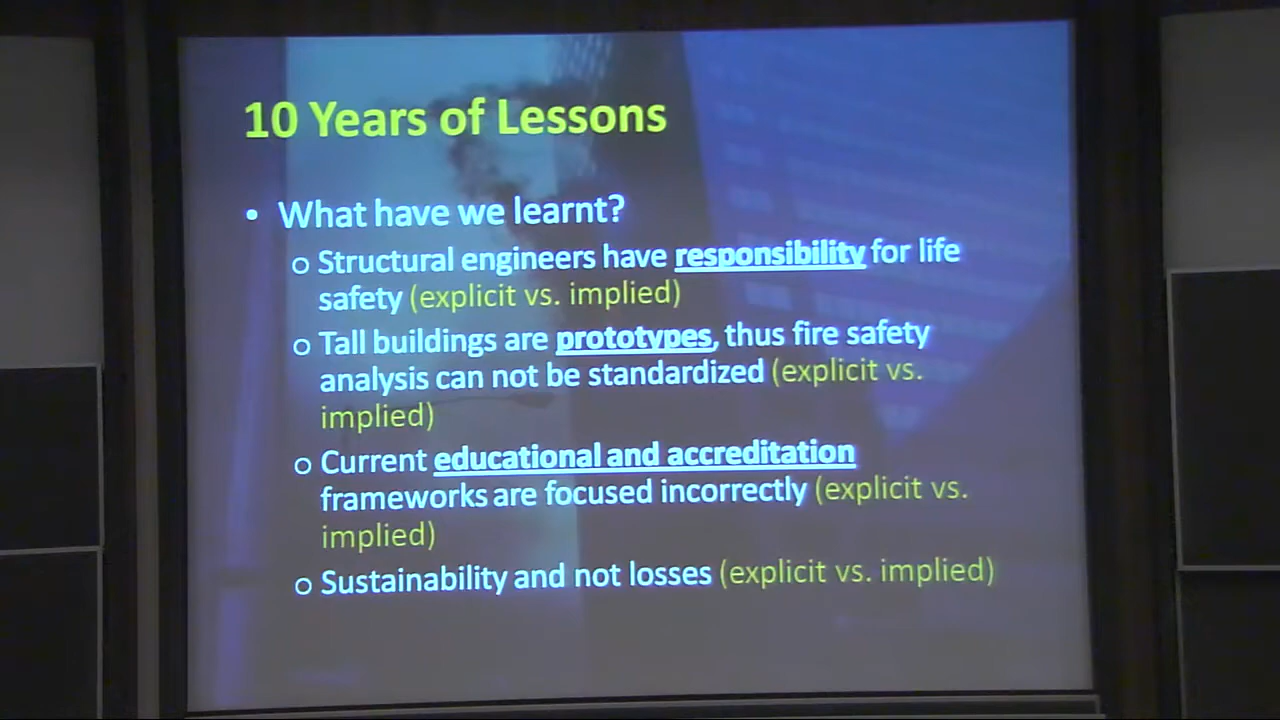 10 Years of Lessons
• What have we learnt?
o Structural engineers have responsibility for life
safety (explicit vs. implied)
o Tall buildings are prototypes, thus fire safety
analysis can not be standardized (explicit vs.
implied)
o Current educational and accreditation
frameworks are focused incorrectly (explicit vs.
implied)
o Sustainability and not losses (explicit vs. implied)